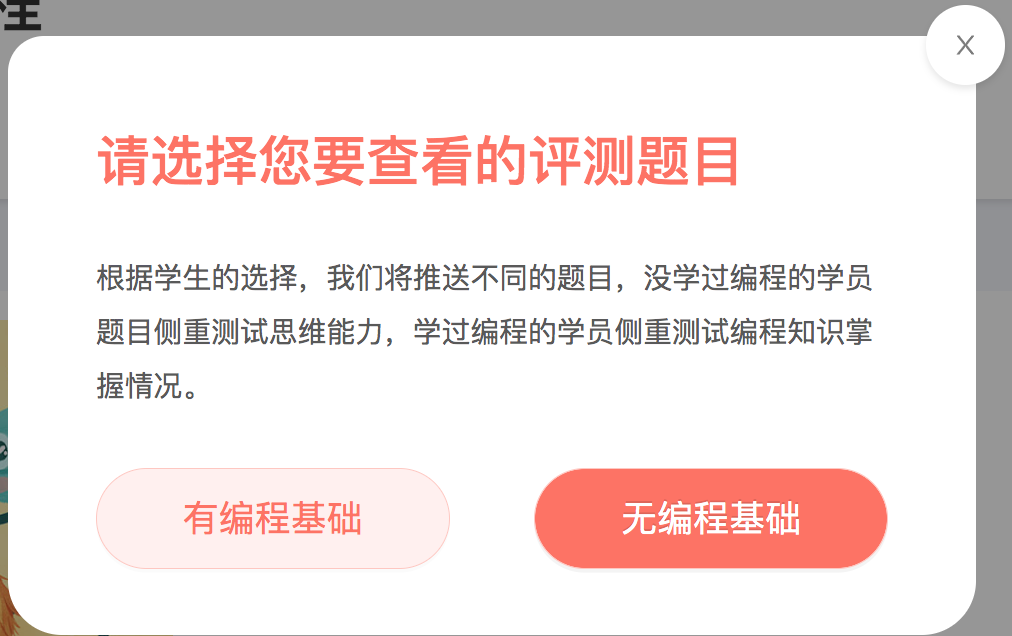 请选择您要查看的评测题目
根据学生的选择，我们将推送不同的题目，没学过编程的学员
题目侧重测试思维能力，学过编程的学员侧重测试编程知识掌
握情况。
有编程基础
无编程基础